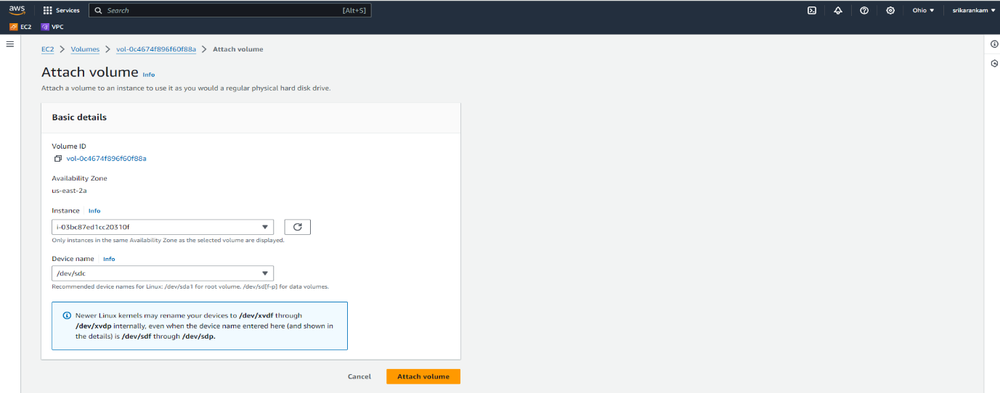 aws Services Search [Alt+S] Ohio srikarankam
EC2 VPC
EC2 Volumes vol-0c4674f896f60f88a Attach volume
Attach volume Info
Attach a volume to an instance to use it as you would a regular physical hard disk drive.
Basic details
Volume ID
vol-0c4674f896f60f88a
Availability Zone
us-east-2a
Instance Info
i-03bc87ed1cc20310f
Only instances in the same Availability Zone as the selected volume are displayed.
Device name Info
/dev/sdc
Recommended device names for Linux: /dev/sda1 for root volume. /dev/sd[f-p] for data volumes.
Newer Linux kernels may rename your devices to /dev/xvdf through
/dev/xvdp internally, even when the device name entered here (and shown in
the details) is /dev/sdf through /dev/sdp.
Cancel Attach volume